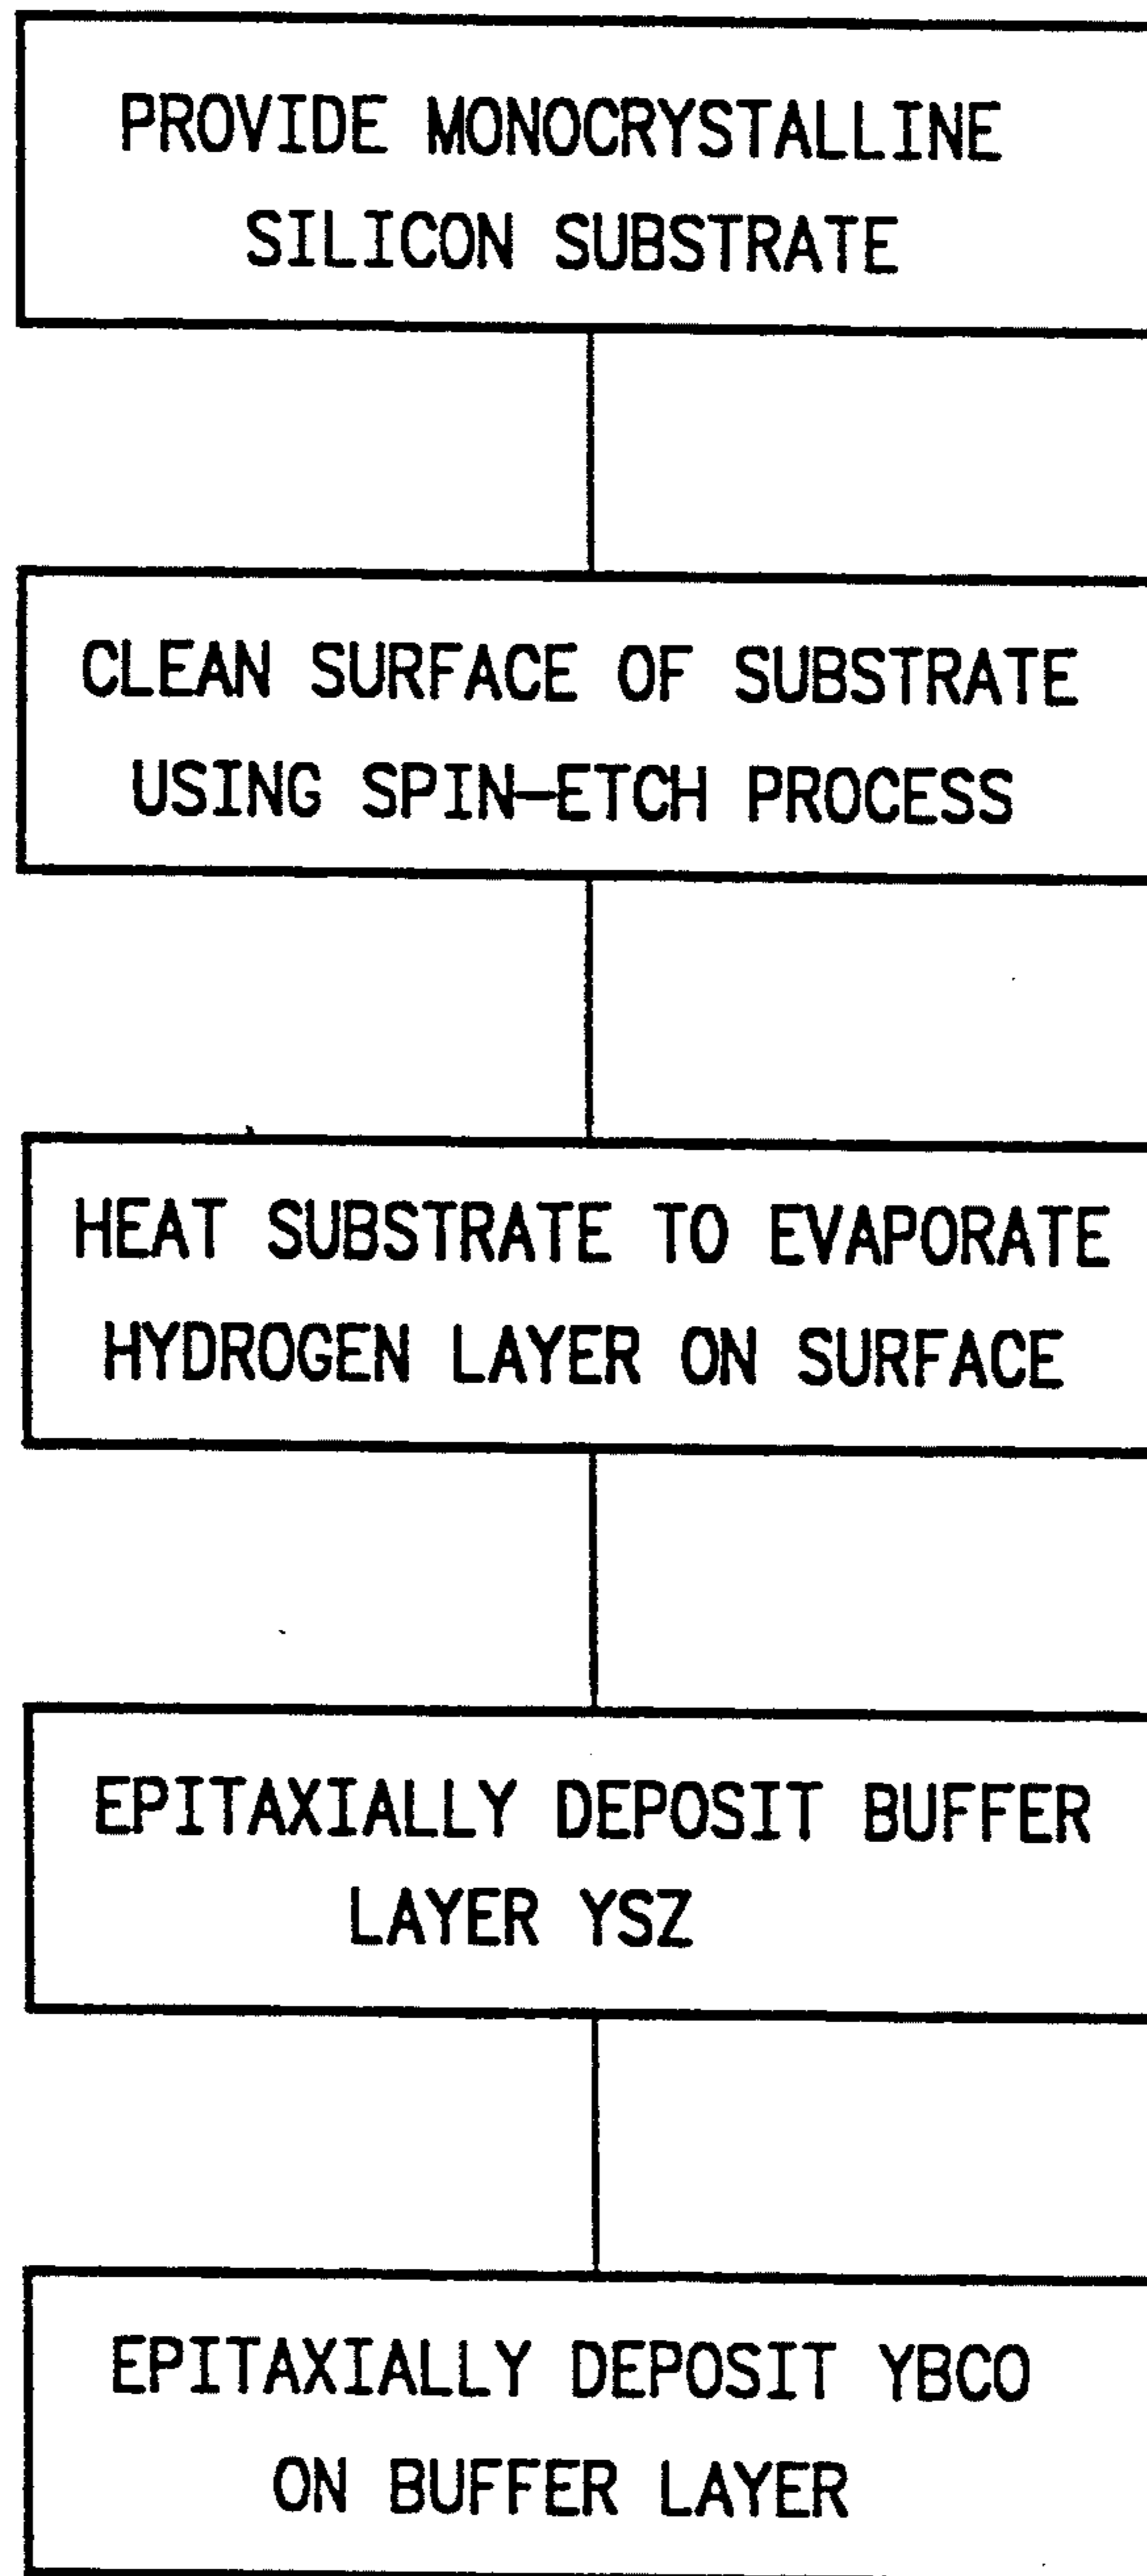 PROVIDE MONOCRYSTALLINE
SILICON SUBSTRATE
CLEAN SURFACE OF SUBSTRATE
USING SPIN-ETCH PROCESS
HEAT SUBSTRATE TO EVAPORATE
HYDROGEN LAYER ON SURFACE
EPITAXIALLY DEPOSIT BUFFER
LAYER YSZ
EPITAXIALLY DEPOSIT YBCO
ON BUFFER LAYER